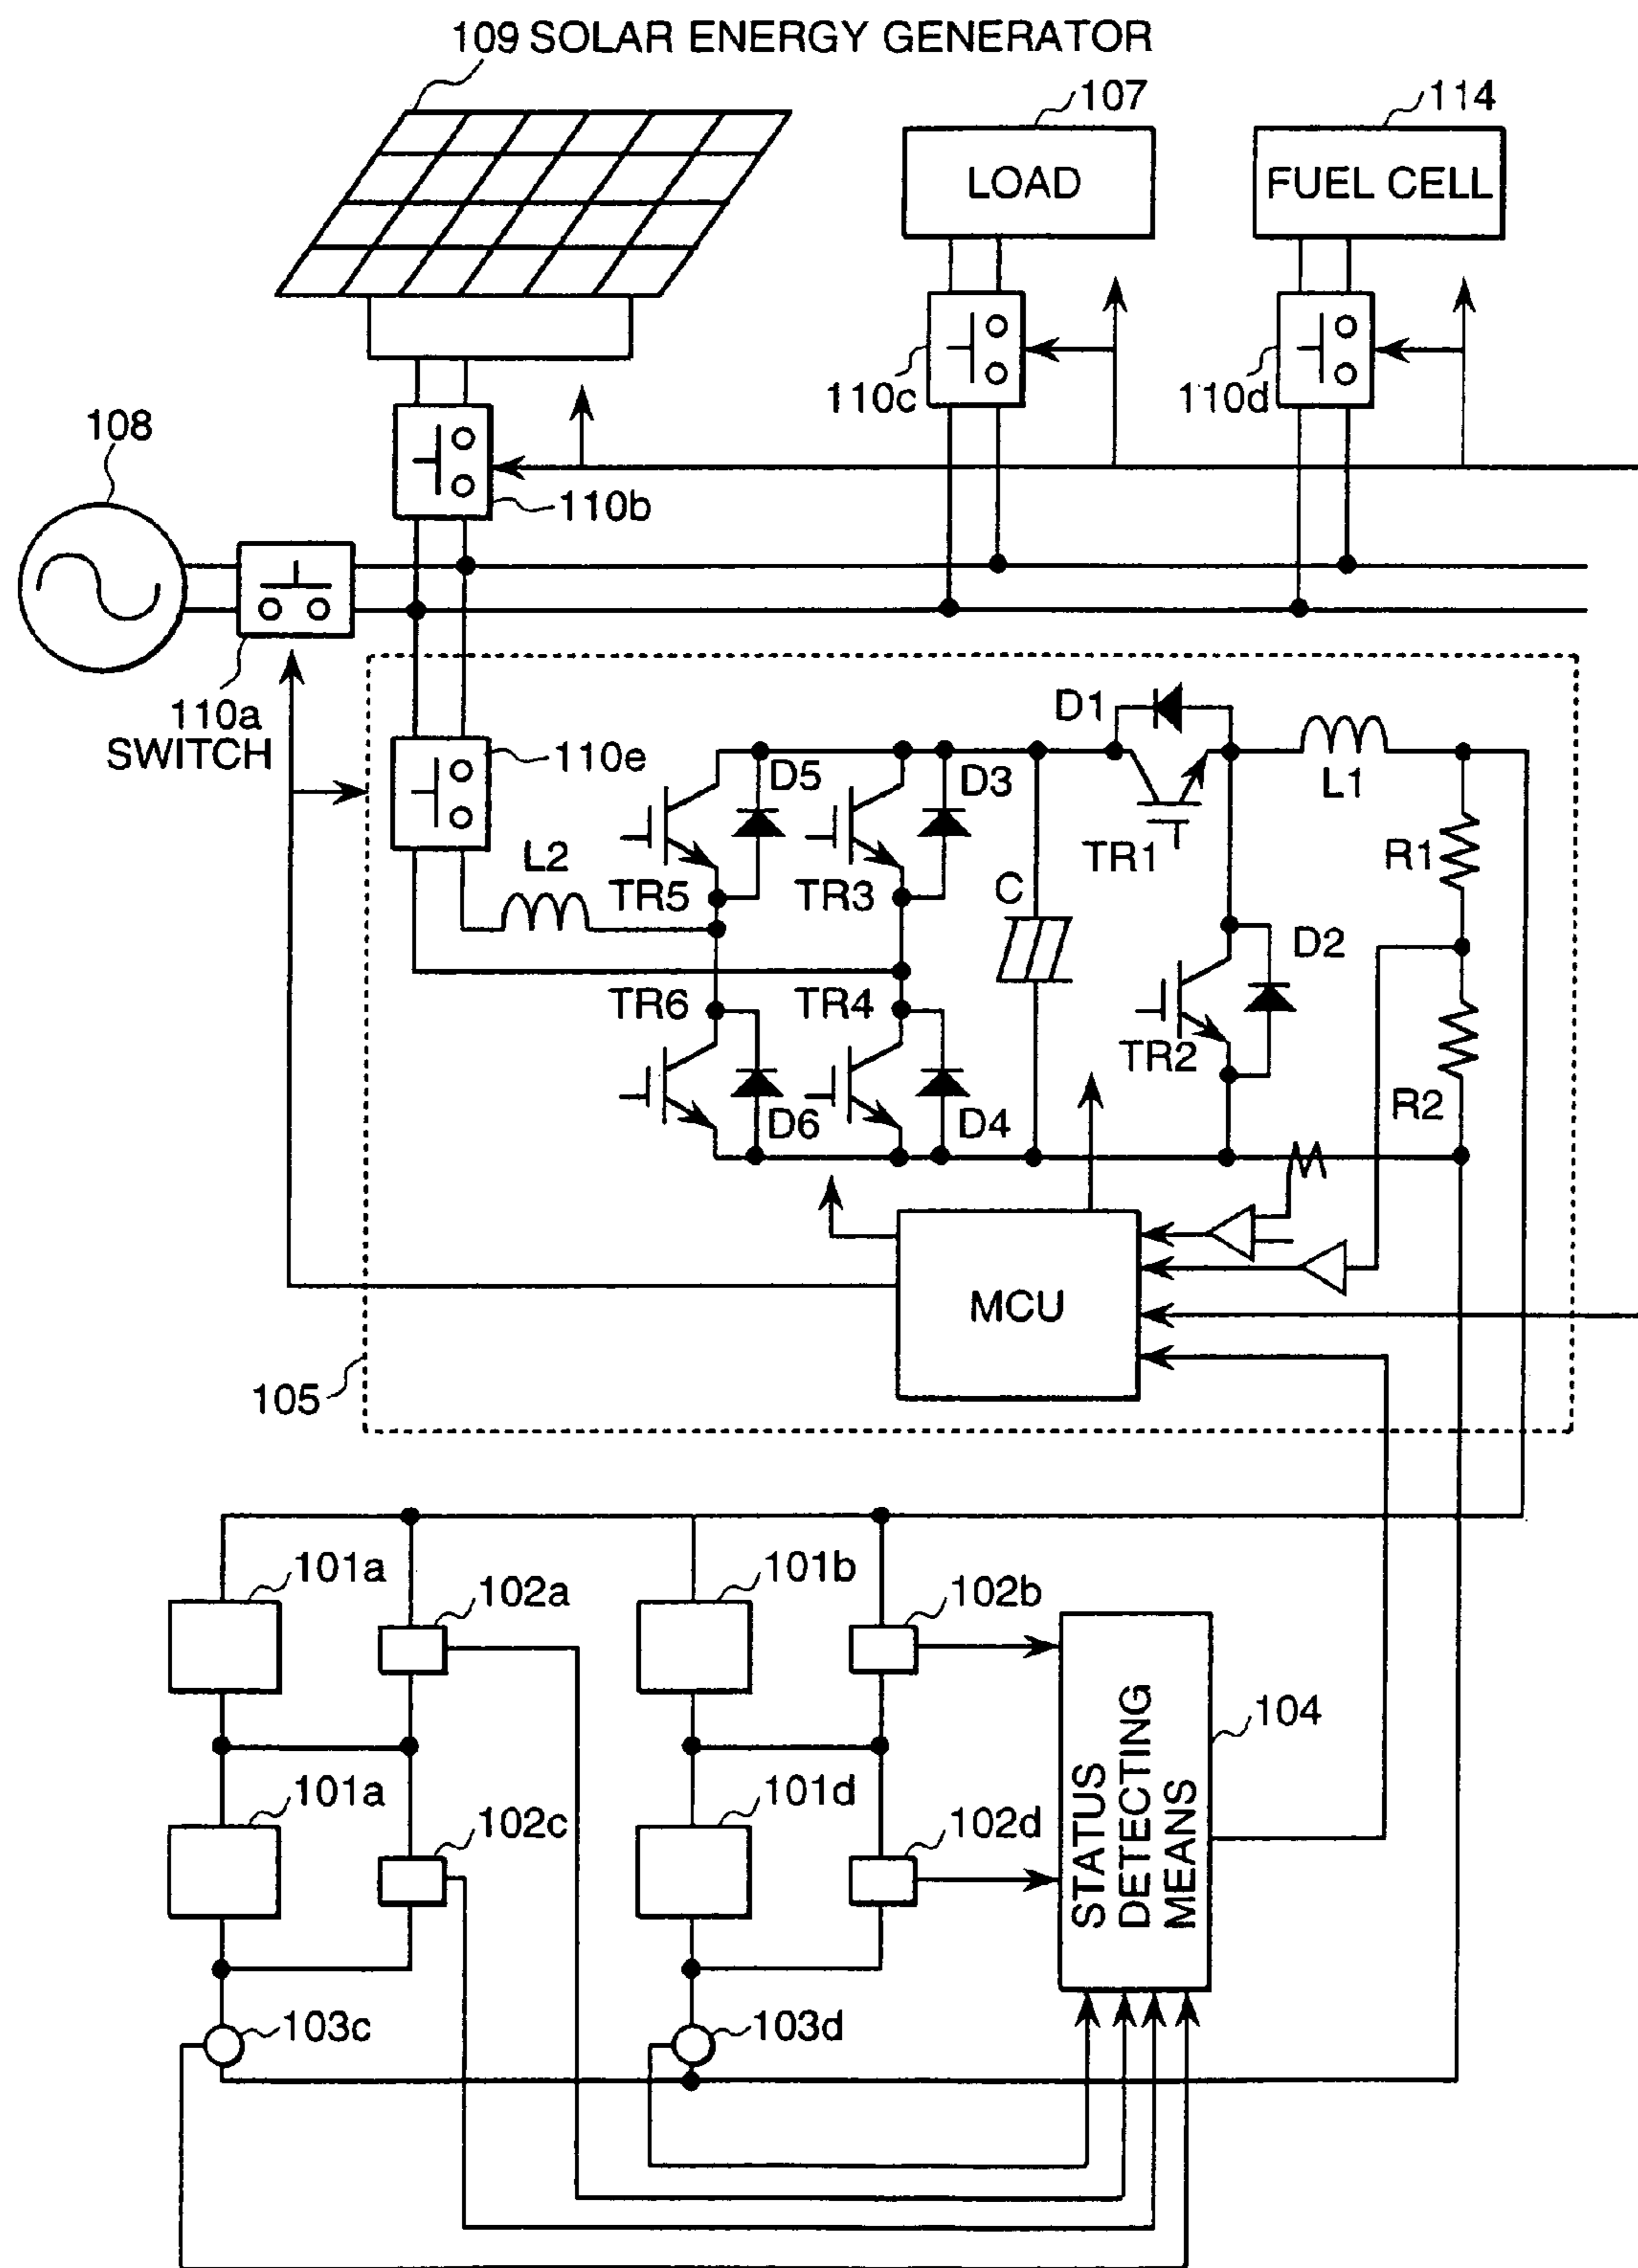 109 SOLAR ENERGY GENERATOR
107
114
LOAD
FUEL CELL
110c
110d
108
110b
110a
SWITCH
110e
D1
D5
D3
L1
L2
TR1
R1
TR5
TR3
C
D2
TR6
TR4
TR2
R2
D6
D4
MCU
105
101a
102a
101b
102b
104
STATUS
DETECTING
MEANS
101a
102c
101d
102d
103c
103d